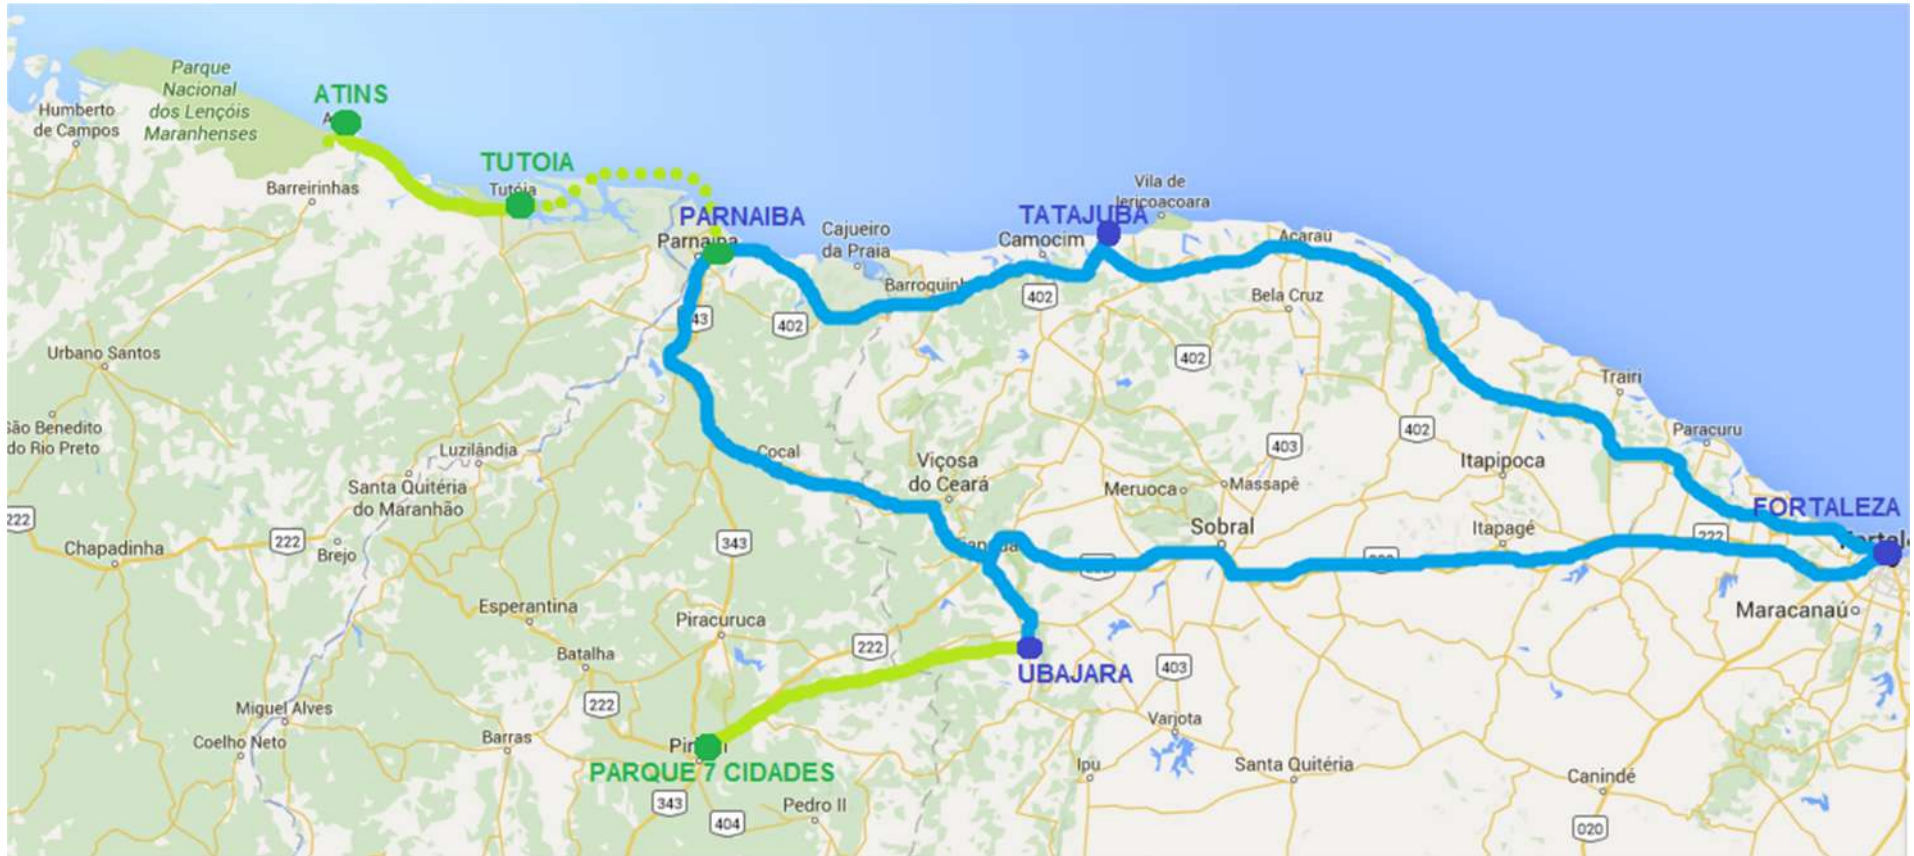 Parque
Nacional
dos Lençóis
Maranhenses
Humberto
de Campos
ATINS
Barreirinhas
TUTOIA
Tutóia
PARNAIBA
Parnaíba
Cajueiro
da Praia
TATAJUBA
Camocim
Vila de
Jericoacoara
Acaraú
Bela Cruz
402
402
402
Urbano Santos
São Benedito
do Rio Preto
Luzilândia
Santa Quitéria
do Maranhão
Cocal
Viçosa
do Ceará
Meruoca
Massapê
403
402
Itapipoca
Trairi
Paracuru
FORTALEZA
222
Chapadinha
222
Brejo
343
Sobral
Itapagé
222
Maracanaú
Esperantina
Piracuruca
Batalha
222
222
UBAJARA
403
Miguel Alves
Coelho Neto
Barras
PARQUE 7 CIDADES
343
404
Pedro II
Varjota
Ipu
Santa Quitéria
Canindé
020